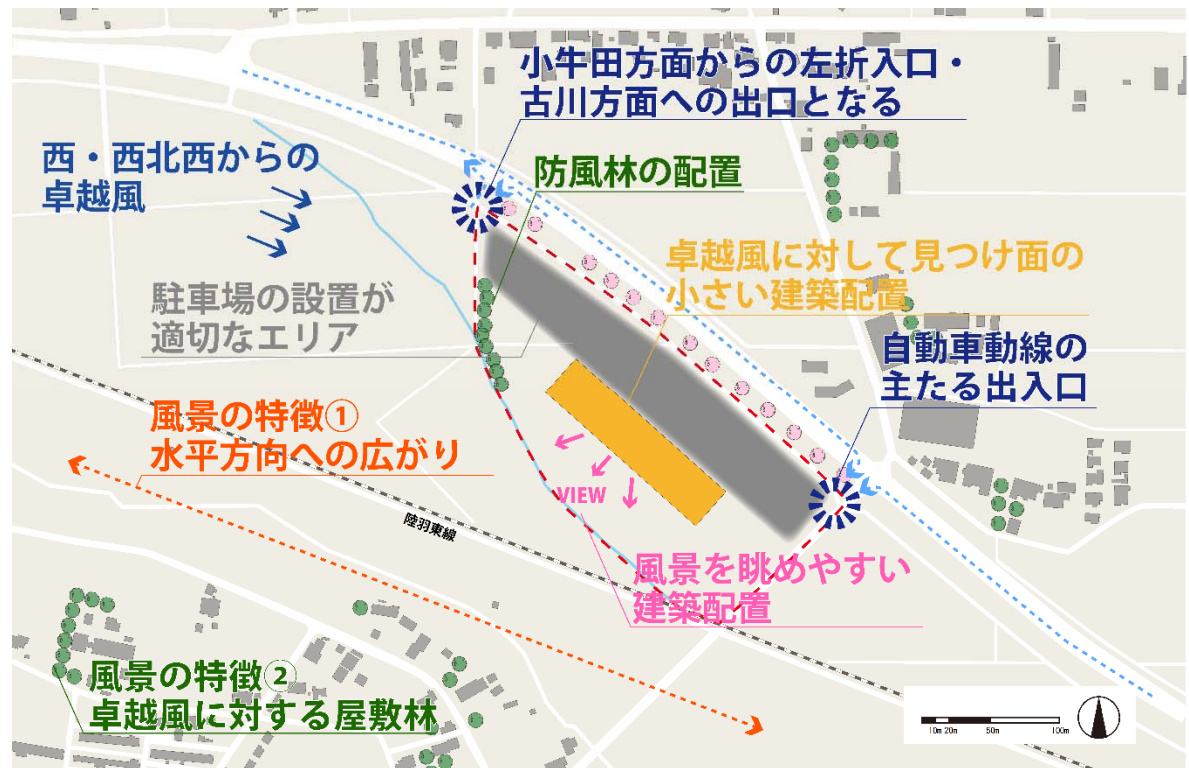 小牛田方面からの左折入口・
古川方面への出口となる
西・西北西からの
卓越風
防風林の配置
卓越風に対して見つけ面の
小さい建築配置
駐車場の設置が
適切なエリア
自動車動線の
主たる出入口
風景の特徴①
水平方向への広がり
VIEW
陸羽東線
風景を眺めやすい
建築配置
風景の特徴②
卓越風に対する屋敷林
10m 20m 50m 100m